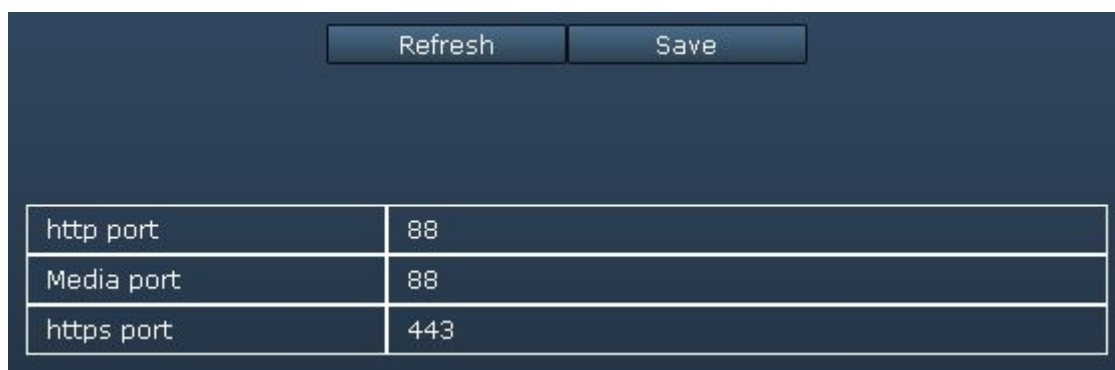 Refresh Save
http port 88
Media port 88
https port 443